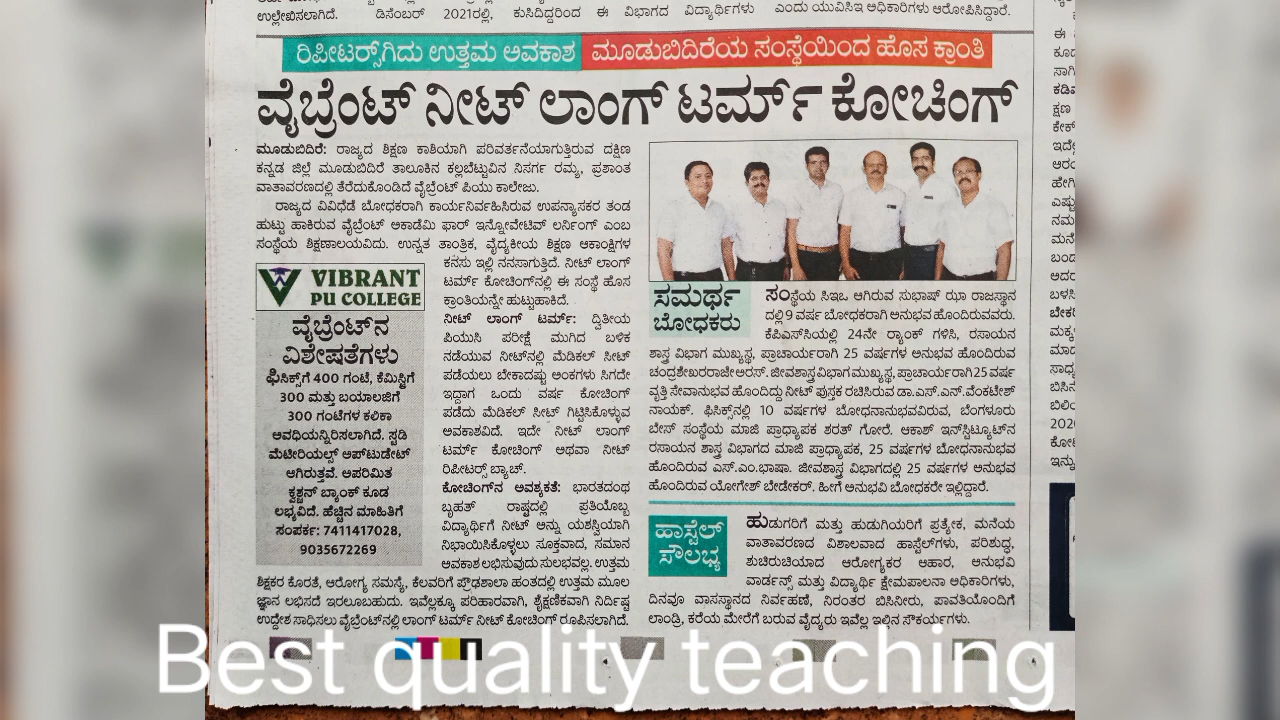 ಉಲ್ಲೇಖಿಸಲಾಗಿದೆ. ಡಿಸೆಂಬರ್ 2021ರಲ್ಲಿ, ಕುಸಿದಿದ್ದರಿಂದ ಈ ವಿಭಾಗದ ವಿದ್ಯಾರ್ಥಿಗಳು ಎಂದು ಯುವಿಸಿಇ ಅಧಿಕಾರಿಗಳು ಆರೋಪಿಸಿದ್ದಾರೆ.
ರಿಪೀಟರ್ಸ್‌ಗಿದು ಉತ್ತಮ ಅವಕಾಶ ಮೂಡುಬಿದಿರೆಯ ಸಂಸ್ಥೆಯಿಂದ ಹೊಸ ಕ್ರಾಂತಿ
ವೈಬ್ರೆಂಟ್ ನೀಟ್ ಲಾಂಗ್ ಟರ್ಮ್ ಕೋಚಿಂಗ್
ಮೂಡುಬಿದಿರೆ: ರಾಜ್ಯದ ಶಿಕ್ಷಣ ಕಾಶಿಯಾಗಿ ಪರಿವರ್ತನೆಯಾಗುತ್ತಿರುವ ದಕ್ಷಿಣ
ಕನ್ನಡ ಜಿಲ್ಲೆ ಮೂಡುಬಿದಿರೆ ತಾಲೂಕಿನ ಕಲ್ಲಬೆಟ್ಟುವಿನ ನಿಸರ್ಗ ರಮ್ಯ, ಪ್ರಶಾಂತ
ವಾತಾವರಣದಲ್ಲಿ ತೆರೆದುಕೊಂಡಿದೆ ವೈಬ್ರೆಂಟ್ ಪಿಯು ಕಾಲೇಜು.
ರಾಜ್ಯದ ವಿವಿಧೆಡೆ ಬೋಧಕರಾಗಿ ಕಾರ್ಯನಿರ್ವಹಿಸಿರುವ ಉಪನ್ಯಾಸಕರ ತಂಡ
ಹುಟ್ಟು ಹಾಕಿರುವ ವೈಬ್ರೆಂಟ್ ಅಕಾಡೆಮಿ ಫಾರ್ ಇನ್ನೋವೇಟಿವ್ ಲರ್ನಿಂಗ್ ಎಂಬ
ಸಂಸ್ಥೆಯ ಶಿಕ್ಷಣಾಲಯವಿದು. ಉನ್ನತ ತಾಂತ್ರಿಕ, ವೈದ್ಯಕೀಯ ಶಿಕ್ಷಣ ಆಕಾಂಕ್ಷಿಗಳ
ಕನಸು ಇಲ್ಲಿ ನನಸಾಗುತ್ತಿದೆ. ನೀಟ್ ಲಾಂಗ್
ಟರ್ಮ್ ಕೋಚಿಂಗ್‌ನಲ್ಲಿ ಈ ಸಂಸ್ಥೆ ಹೊಸ
ಕ್ರಾಂತಿಯನ್ನೇ ಹುಟ್ಟುಹಾಕಿದೆ.
ನೀಟ್ ಲಾಂಗ್ ಟರ್ಮ್: ದ್ವಿತೀಯ
ಪಿಯುಸಿ ಪರೀಕ್ಷೆ ಮುಗಿದ ಬಳಿಕ
ನಡೆಯುವ ನೀಟ್‌ನಲ್ಲಿ ಮೆಡಿಕಲ್ ಸೀಟ್
ಪಡೆಯಲು ಬೇಕಾದಷ್ಟು ಅಂಕಗಳು ಸಿಗದೇ
ಇದ್ದಾಗ ಒಂದು ವರ್ಷ ಕೋಚಿಂಗ್
ಪಡೆದು ಮೆಡಿಕಲ್ ಸೀಟ್ ಗಿಟ್ಟಿಸಿಕೊಳ್ಳುವ
ಅವಕಾಶವಿದೆ. ಇದೇ ನೀಟ್ ಲಾಂಗ್
ಟರ್ಮ್ ಕೋಚಿಂಗ್ ಅಥವಾ ನೀಟ್
ರಿಪೀಟರ್ಸ್ ಬ್ಯಾಚ್.
ಕೋಚಿಂಗ್‌ನ ಅವಶ್ಯಕತೆ: ಭಾರತದಂಥ
ಬೃಹತ್ ರಾಷ್ಟ್ರದಲ್ಲಿ ಪ್ರತಿಯೊಬ್ಬ
ವಿದ್ಯಾರ್ಥಿಗೆ ನೀಟ್ ಅನ್ನು ಯಶಸ್ವಿಯಾಗಿ
ನಿಭಾಯಿಸಿಕೊಳ್ಳಲು ಸೂಕ್ತವಾದ, ಸಮಾನ
ಅವಕಾಶ ಲಭಿಸುವುದು ಸುಲಭವಲ್ಲ. ಉತ್ತಮ
ಶಿಕ್ಷಕರ ಕೊರತೆ, ಆರೋಗ್ಯ ಸಮಸ್ಯೆ, ಕೆಲವರಿಗೆ ಪ್ರೌಢಶಾಲಾ ಹಂತದಲ್ಲಿ ಉತ್ತಮ ಮೂಲ
ಜ್ಞಾನ ಲಭಿಸದೆ ಇರಲೂಬಹುದು. ಇವೆಲ್ಲಕ್ಕೂ ಪರಿಹಾರವಾಗಿ, ಶೈಕ್ಷಣಿಕವಾಗಿ ನಿರ್ದಿಷ್ಟ
ಉದ್ದೇಶ ಸಾಧಿಸಲು ವೈಬ್ರೆಂಟ್‌ನಲ್ಲಿ ಲಾಂಗ್ ಟರ್ಮ್ ನೀಟ್ ಕೋಚಿಂಗ್ ರೂಪಿಸಲಾಗಿದೆ.
VIBRANT
PU COLLEGE
ವೈಬ್ರೆಂಟ್‌ನ
ವಿಶೇಷತೆಗಳು
ಫಿಸಿಕ್ಸ್‌ಗೆ 400 ಗಂಟೆ, ಕೆಮಿಸ್ಟ್ರಿಗೆ
300 ಮತ್ತು ಬಯಾಲಜಿಗೆ
300 ಗಂಟೆಗಳ ಕಲಿಕಾ
ಅವಧಿಯನ್ನಿರಿಸಲಾಗಿದೆ. ಸ್ಟಡಿ
ಮೆಟೀರಿಯಲ್ಸ್ ಅಪ್‌ಟುಡೇಟ್
ಆಗಿರುತ್ತವೆ. ಅಪರಿಮಿತ
ಕ್ವಶ್ಚನ್ ಬ್ಯಾಂಕ್ ಕೂಡ
ಲಭ್ಯವಿದೆ. ಹೆಚ್ಚಿನ ಮಾಹಿತಿಗೆ
ಸಂಪರ್ಕ: 7411417028,
9035672269
ಸಮರ್ಥ
ಬೋಧಕರು
ಸಂಸ್ಥೆಯ ಸಿಇಒ ಆಗಿರುವ ಸುಭಾಷ್ ಝಾ ರಾಜಸ್ಥಾನ
ದಲ್ಲಿ 9 ವರ್ಷ ಬೋಧಕರಾಗಿ ಅನುಭವ ಹೊಂದಿರುವವರು.
ಕೆಪಿಎಸ್‌ಸಿಯಲ್ಲಿ 24ನೇ ರ್‍ಯಾಂಕ್ ಗಳಿಸಿ, ರಸಾಯನ
ಶಾಸ್ತ್ರ ವಿಭಾಗ ಮುಖ್ಯಸ್ಥ, ಪ್ರಾಚಾರ್ಯರಾಗಿ 25 ವರ್ಷಗಳ ಅನುಭವ ಹೊಂದಿರುವ
ಚಂದ್ರಶೇಖರ ರಾಜೇ ಅರಸ್. ಜೀವಶಾಸ್ತ್ರ ವಿಭಾಗ ಮುಖ್ಯಸ್ಥ, ಪ್ರಾಚಾರ್ಯರಾಗಿ 25 ವರ್ಷ
ವೃತ್ತಿ ಸೇವಾನುಭವ ಹೊಂದಿದ್ದು ನೀಟ್ ಪುಸ್ತಕ ರಚಿಸಿರುವ ಡಾ.ಎಸ್.ಎನ್.ವೆಂಕಟೇಶ್
ನಾಯಕ್. ಫಿಸಿಕ್ಸ್‌ನಲ್ಲಿ 10 ವರ್ಷಗಳ ಬೋಧನಾನುಭವವಿರುವ, ಬೆಂಗಳೂರು
ಬೇಸ್ ಸಂಸ್ಥೆಯ ಮಾಜಿ ಪ್ರಾಧ್ಯಾಪಕ ಶರತ್ ಗೋರೆ. ಆಕಾಶ್ ಇನ್‌ಸ್ಟಿಟ್ಯೂಟ್‌ನ
ರಸಾಯನ ಶಾಸ್ತ್ರ ವಿಭಾಗದ ಮಾಜಿ ಪ್ರಾಧ್ಯಾಪಕ, 25 ವರ್ಷಗಳ ಬೋಧನಾನುಭವ
ಹೊಂದಿರುವ ಎಸ್.ಎಂ.ಭಾಷಾ. ಜೀವಶಾಸ್ತ್ರ ವಿಭಾಗದಲ್ಲಿ 25 ವರ್ಷಗಳ ಅನುಭವ
ಹೊಂದಿರುವ ಯೋಗೇಶ್ ಬೇಡೇಕರ್. ಹೀಗೆ ಅನುಭವಿ ಬೋಧಕರೇ ಇಲ್ಲಿದ್ದಾರೆ.
ಹಾಸ್ಟೆಲ್
ಸೌಲಭ್ಯ
ಹುಡುಗರಿಗೆ ಮತ್ತು ಹುಡುಗಿಯರಿಗೆ ಪ್ರತ್ಯೇಕ, ಮನೆಯ
ವಾತಾವರಣದ ವಿಶಾಲವಾದ ಹಾಸ್ಟೆಲ್‌ಗಳು, ಪರಿಶುದ್ಧ,
ಶುಚಿರುಚಿಯಾದ ಆರೋಗ್ಯಕರ ಆಹಾರ, ಅನುಭವಿ
ವಾರ್ಡನ್ಸ್ ಮತ್ತು ವಿದ್ಯಾರ್ಥಿ ಕ್ಷೇಮಪಾಲನಾ ಅಧಿಕಾರಿಗಳು,
ದಿನವೂ ವಾಸಸ್ಥಾನದ ನಿರ್ವಹಣೆ, ನಿರಂತರ ಬಿಸಿನೀರು, ಪಾವತಿಯೊಂದಿಗೆ
ಲಾಂಡ್ರಿ, ಕರೆಯ ಮೇರೆಗೆ ಬರುವ ವೈದ್ಯರು ಇವೆಲ್ಲ ಇಲ್ಲಿನ ಸೌಕರ್ಯಗಳು.
Best quality teaching